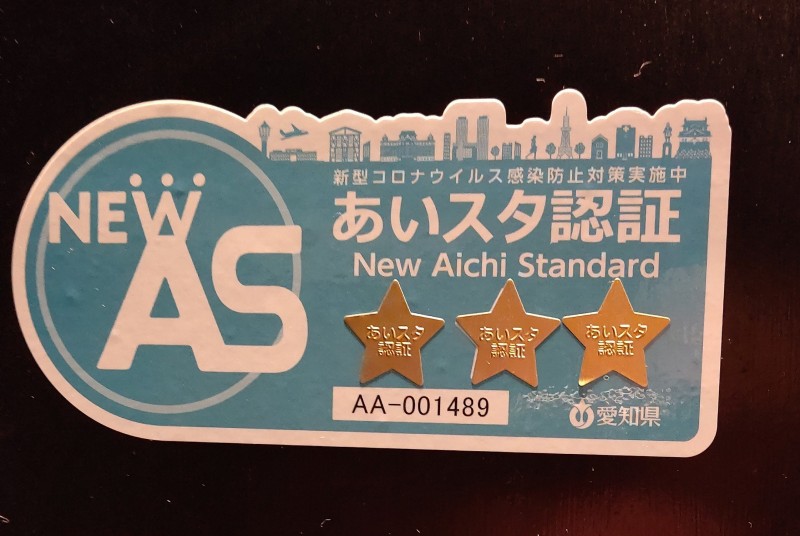 NEW
AS
新型コロナウイルス感染防止対策実施中
あいスタ認証
New Aichi Standard
あいスタ
認証
あいスタ
認証
あいスタ
認証
AA-001489
愛知県